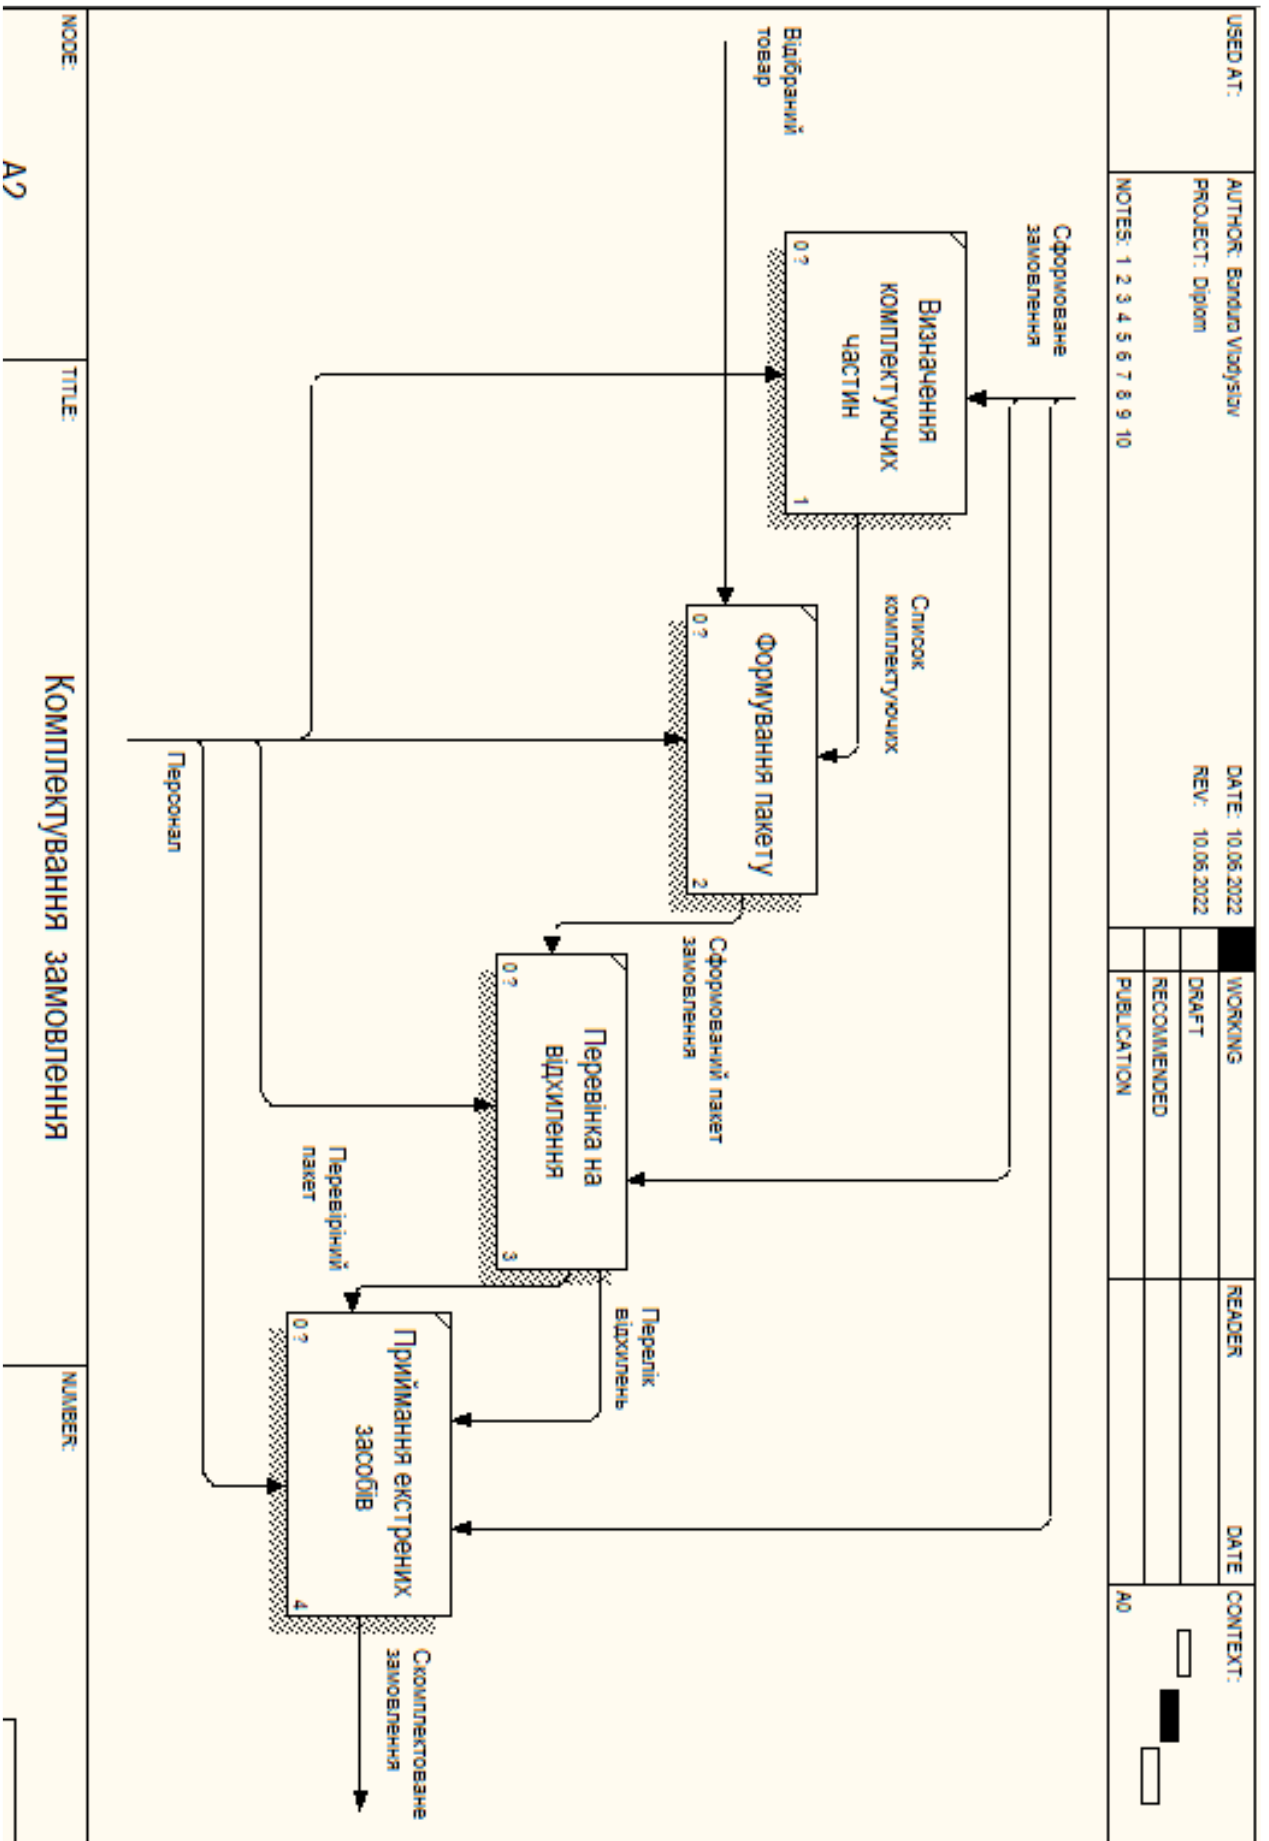 USED AT:
AUTHOR: Bandura Vladyslav
PROJECT: Diplom
NOTES: 1 2 3 4 5 6 7 8 9 10
DATE: 10.06.2022
REV: 10.06.2022
WORKING
DRAFT
RECOMMENDED
PUBLICATION
READER
DATE
CONTEXT:
A0
Сформоване
замовлення
Визначення
комплектуючих
частин
0 ?
1
Відібраний
товар
Список
комплектуючих
Формування пакету
0 ?
2
Сформований пакет
замовлення
Перевінка на
відхилення
0 ?
3
Перелік
відхилень
Перевіріний
пакет
Приймання екстрених
засобів
0 ?
4
Скомплектоване
замовлення
Персонал
NODE:
A2
TITLE:
Комплектування замовлення
NUMBER: